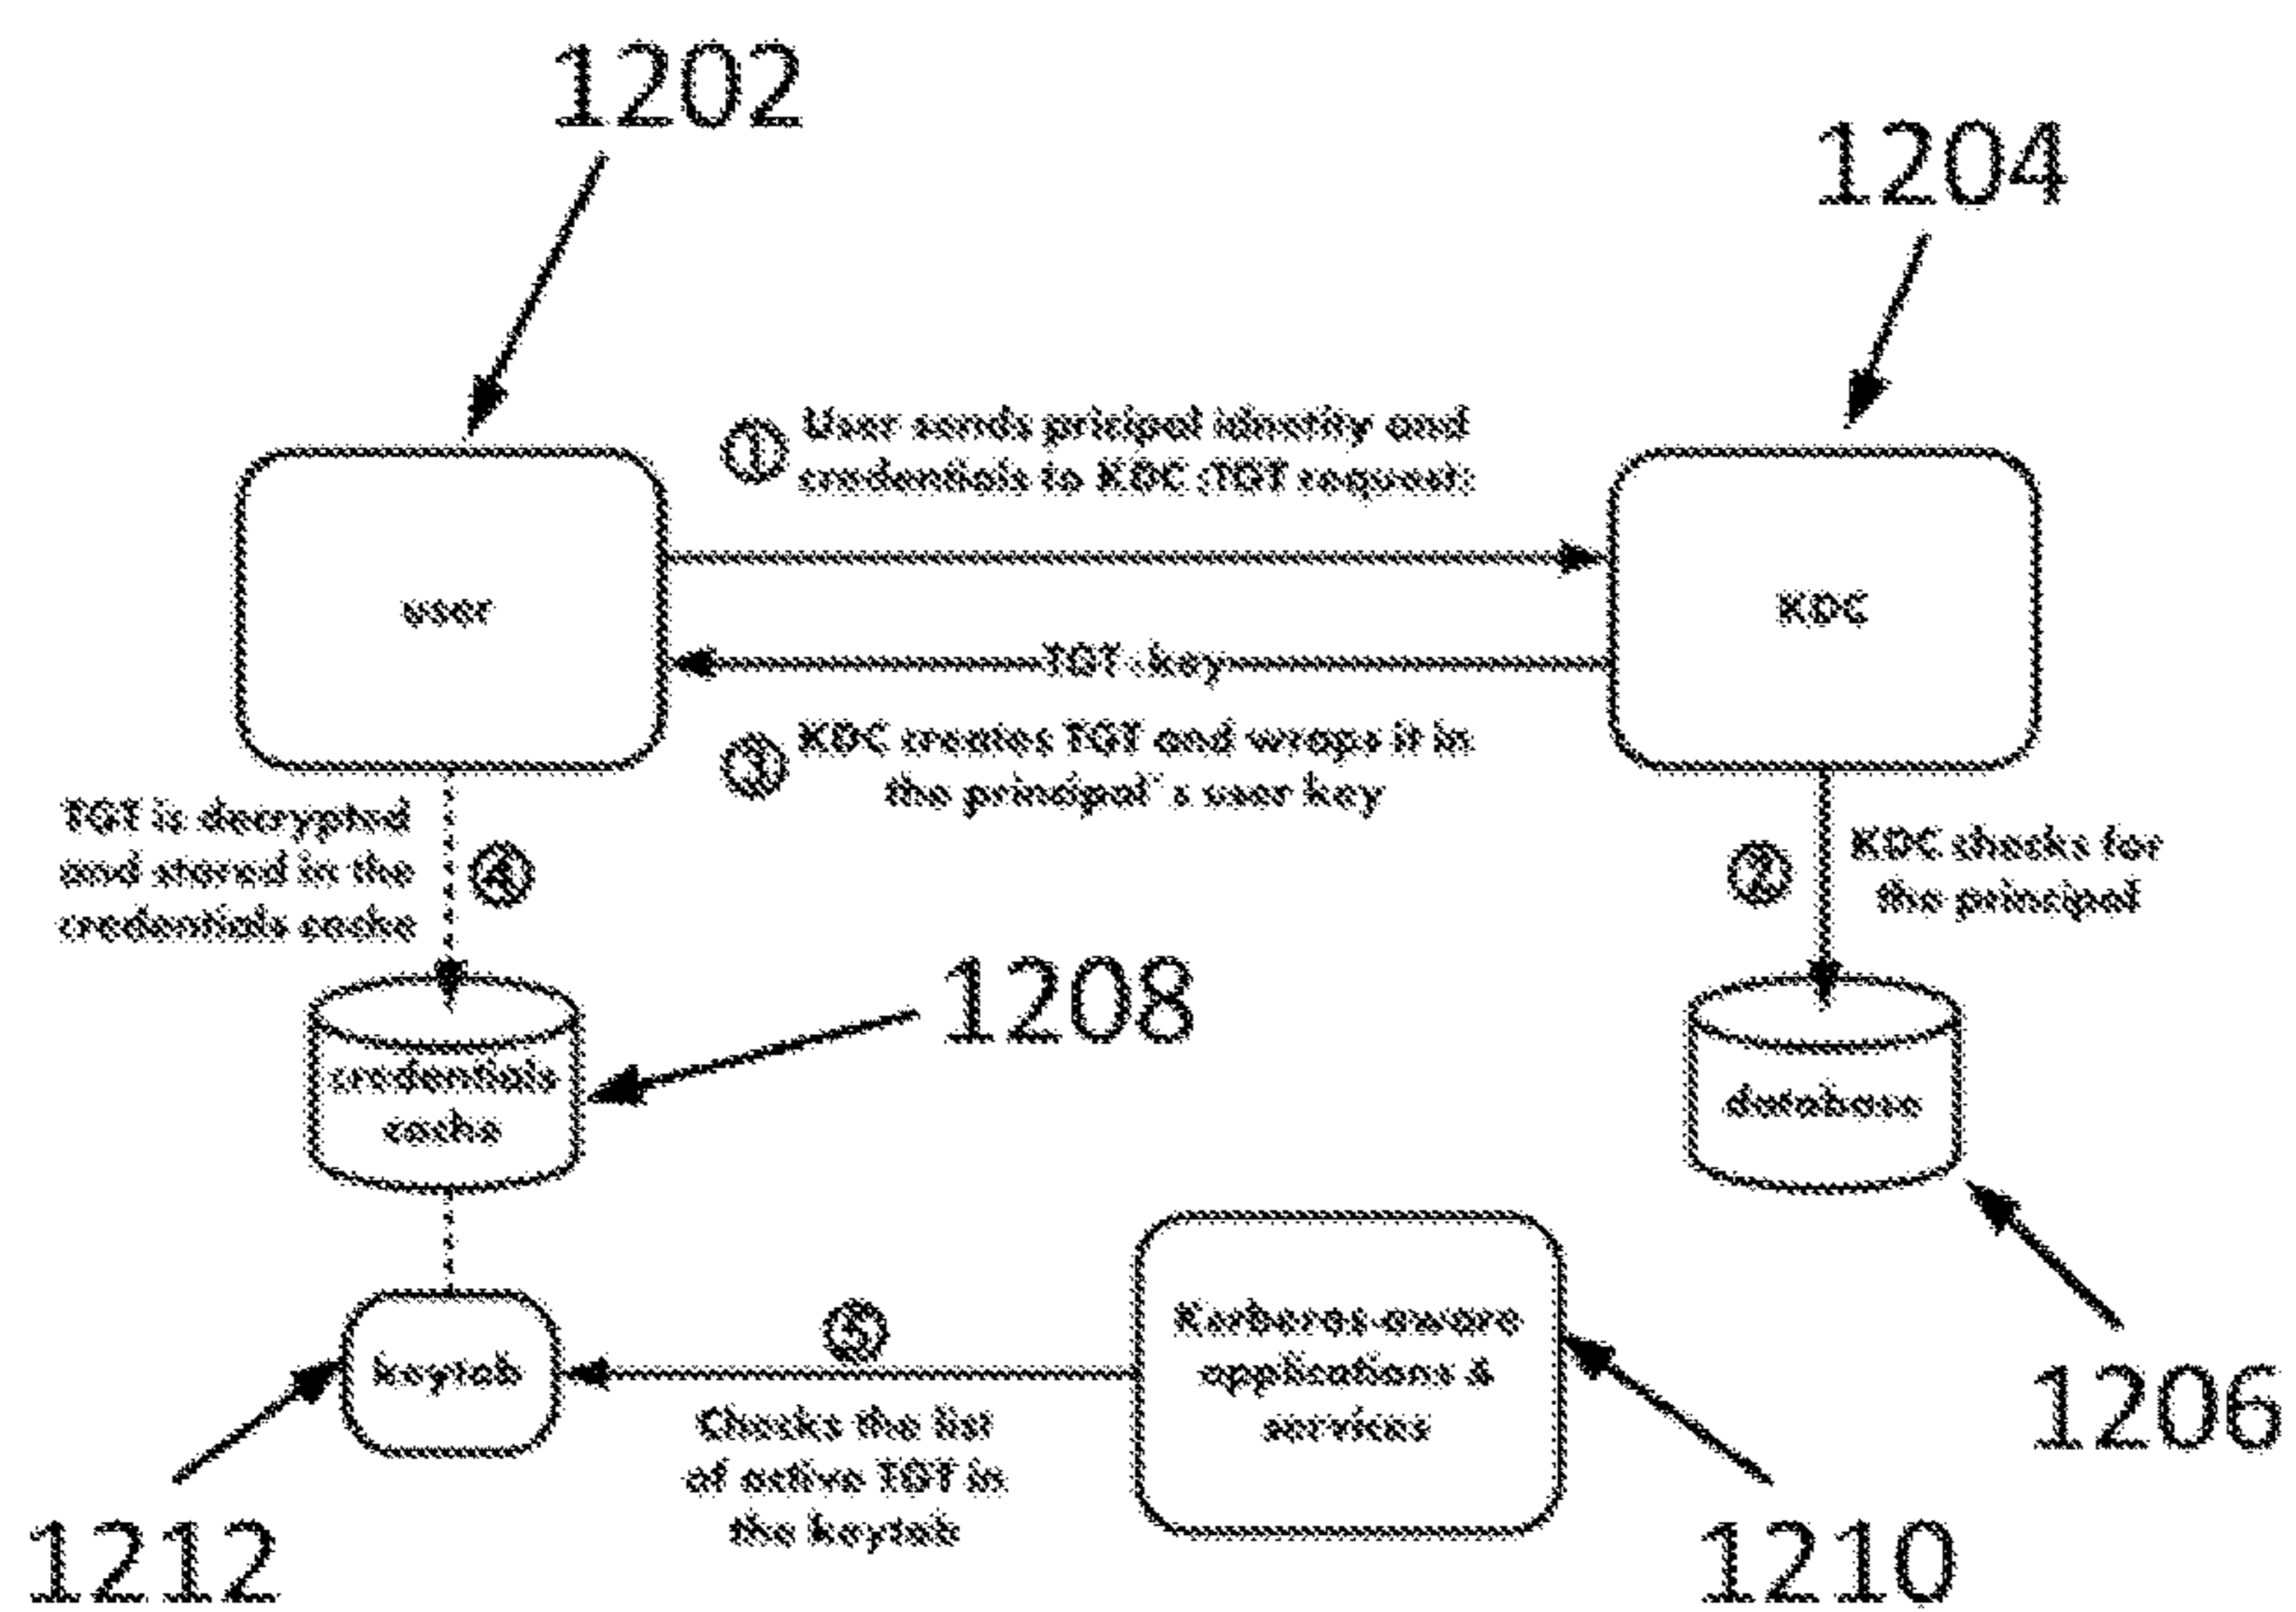 1202
1204
① User sends pricipal identity and
credentials to KDC (TGT request)
user
KDC
TGT + key
③ KDC creates TGT and wraps it in
the principal's user key
TGT is decrypted
and stored in the
credentials cache
④
② KDC checks for
the principal
1208
credentials
cache
database
⑤
Kerberos-aware
applications &
services
keytab
Checks the list
of active TGT in
the keytab
1206
1212
1210